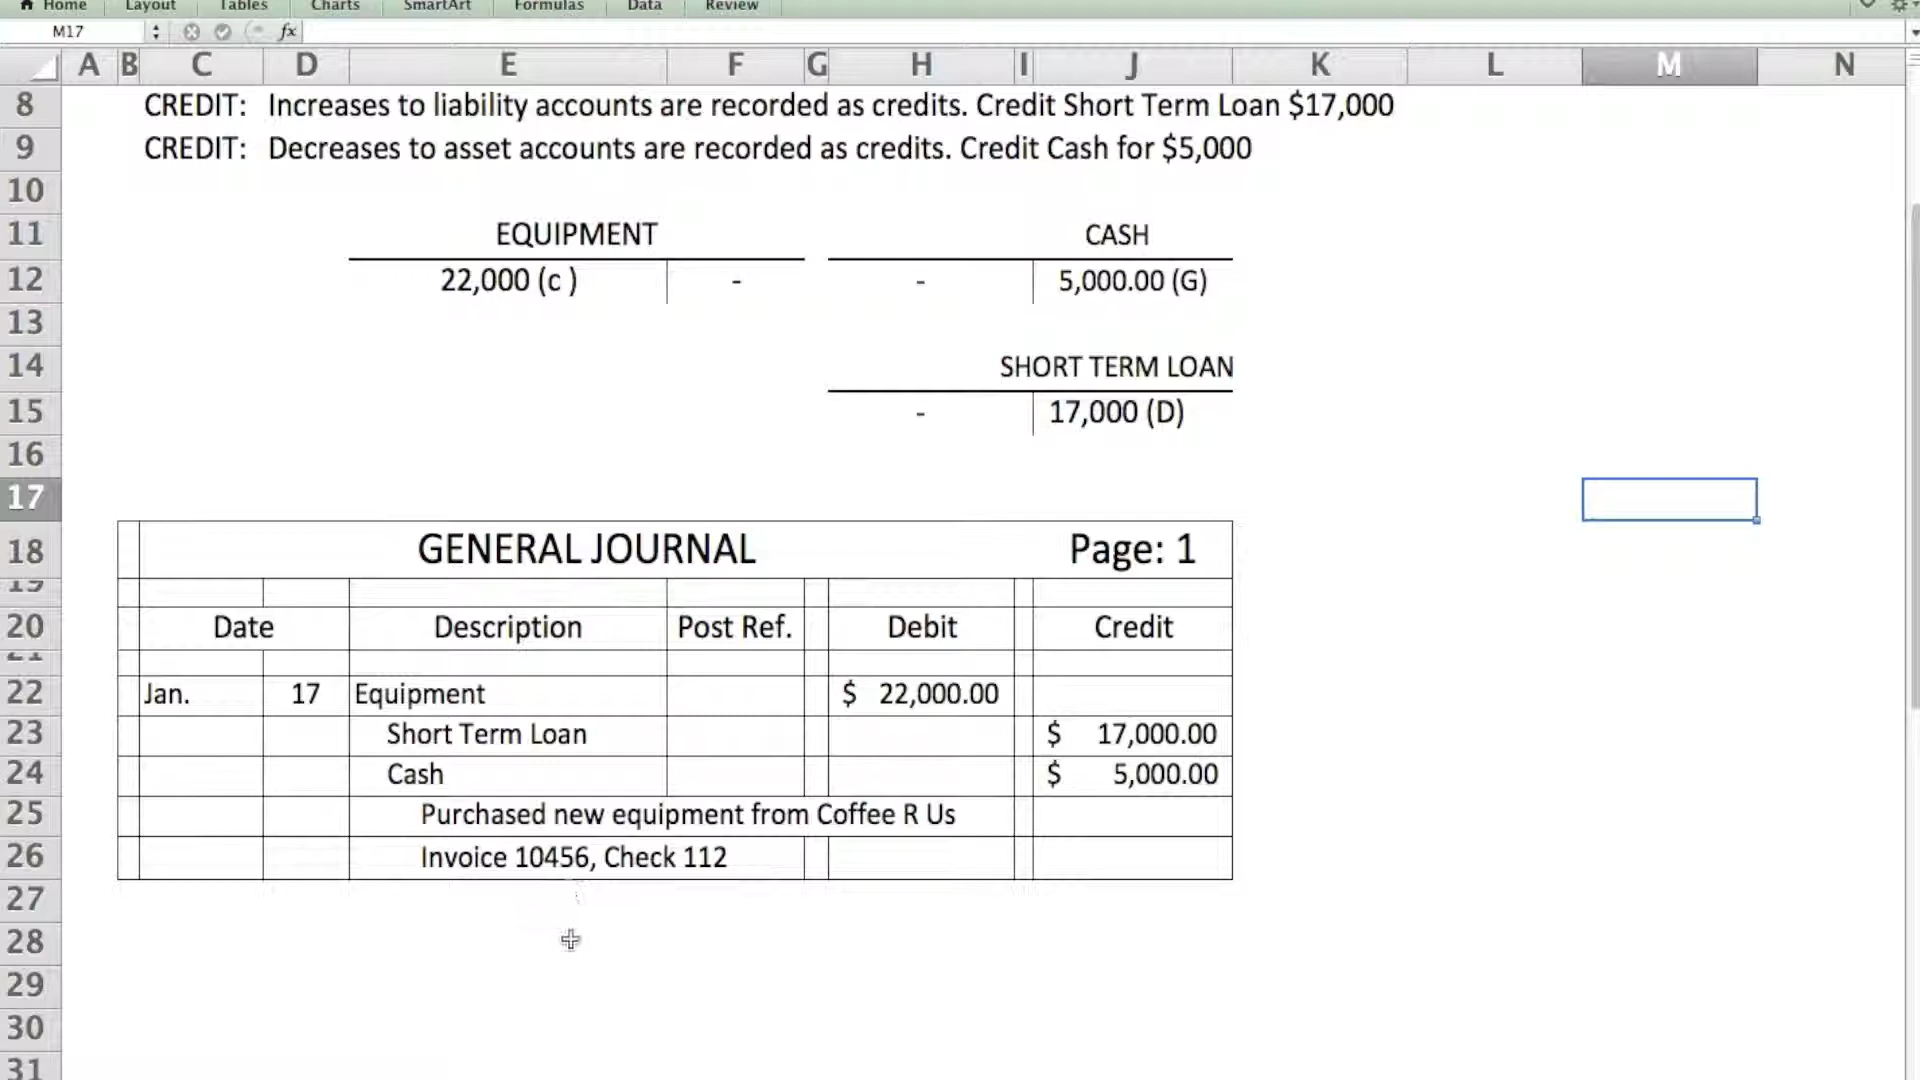 Home Layout Tables Charts SmartArt Formulas Data Review
M17 fx
A B C D E F G H I J K L M N
8 CREDIT: Increases to liability accounts are recorded as credits. Credit Short Term Loan $17,000
9 CREDIT: Decreases to asset accounts are recorded as credits. Credit Cash for $5,000
10
11 EQUIPMENT CASH
12 22,000 (c ) - - 5,000.00 (G)
13
14 SHORT TERM LOAN
15 - 17,000 (D)
16
17
18 GENERAL JOURNAL Page: 1
19
20 Date Description Post Ref. Debit Credit
21
22 Jan. 17 Equipment $ 22,000.00
23 Short Term Loan $ 17,000.00
24 Cash $ 5,000.00
25 Purchased new equipment from Coffee R Us
26 Invoice 10456, Check 112
27
28
29
30
31